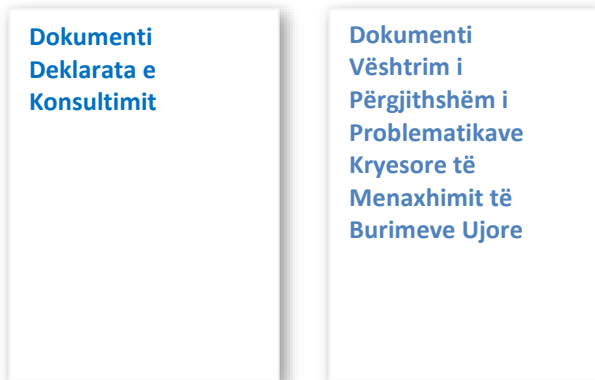 Dokumenti
Deklarata e
Konsultimit
Dokumenti
Vështrim i
Përgjithshëm i
Problematikave
Kryesore të
Menaxhimit të
Burimeve Ujore